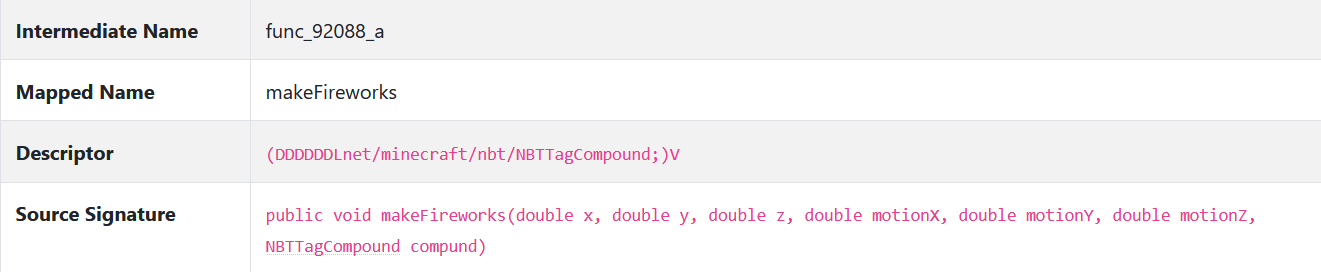 Intermediate Name func_92088_a
Mapped Name makeFireworks
Descriptor (DDDDDDLnet/minecraft/nbt/NBTTagCompound;)V
Source Signature public void makeFireworks(double x, double y, double z, double motionX, double motionY, double motionZ,
NBTTagCompound compund)